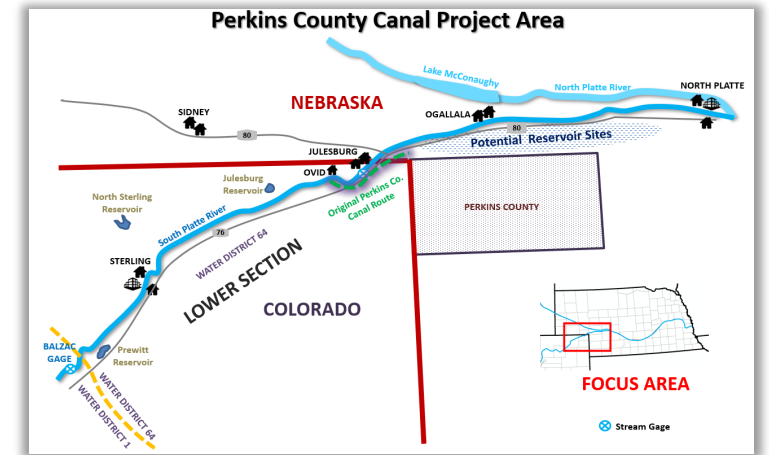 Perkins County Canal Project Area
Lake McConaughy
North Platte River
NORTH PLATTE
NEBRASKA
SIDNEY
OGALLALA
80
80
Potential Reservoir Sites
JULESBURG
OVID
Julesburg
Reservoir
Original Perkins Co.
Canal Route
North Sterling
Reservoir
PERKINS COUNTY
South Platte River
76
WATER DISTRICT 64
STERLING
LOWER SECTION
COLORADO
BALZAC
GAGE
Prewitt
Reservoir
WATER DISTRICT 64
WATER DISTRICT 1
FOCUS AREA
Stream Gage